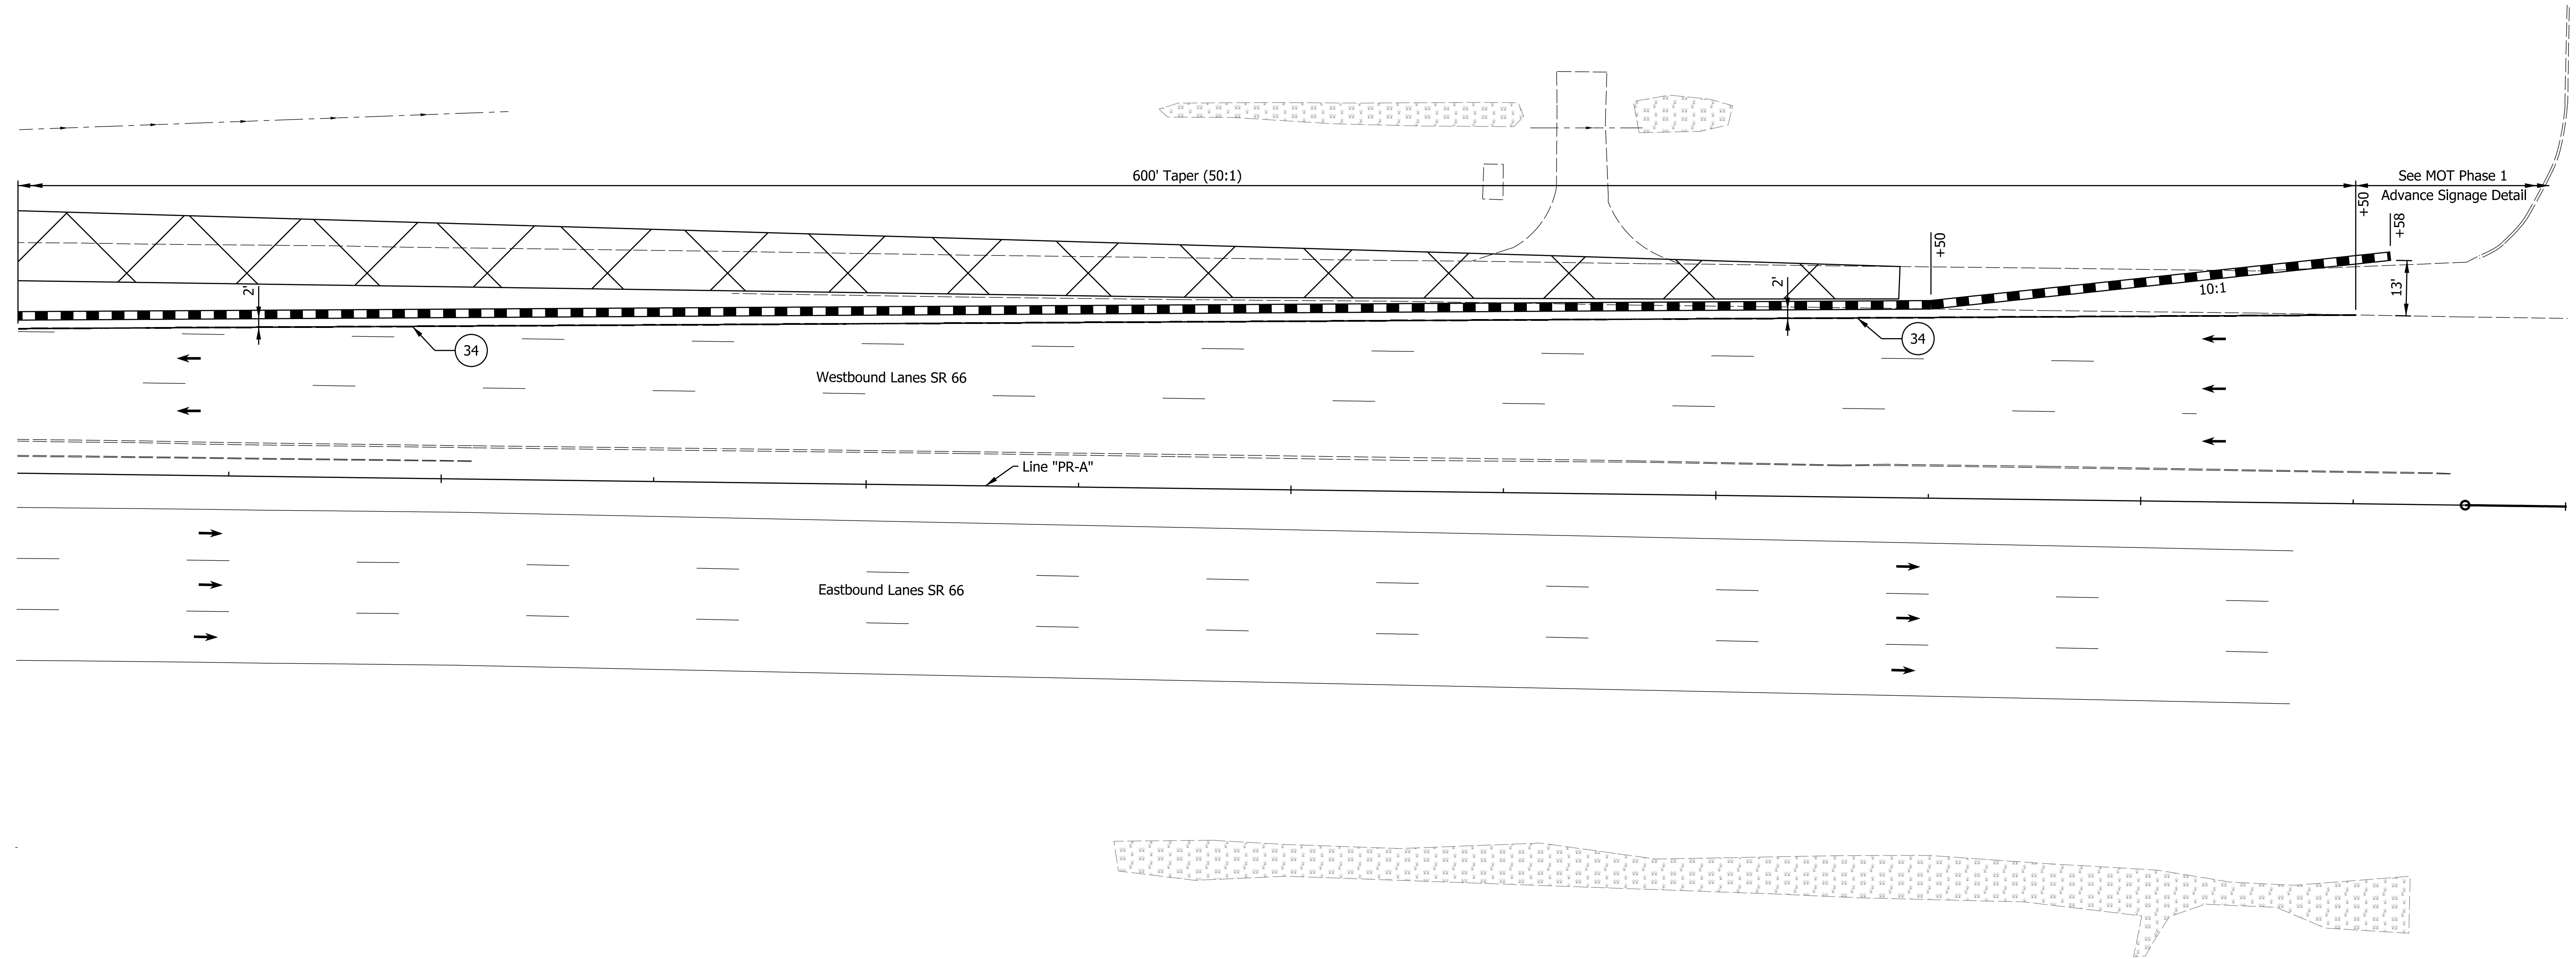 600' Taper (50:1)
See MOT Phase 1
Advance Signage Detail
+50
+58
+50
2'
2'
10:1
13'
34
34
Westbound Lanes SR 66
Line "PR-A"
Eastbound Lanes SR 66